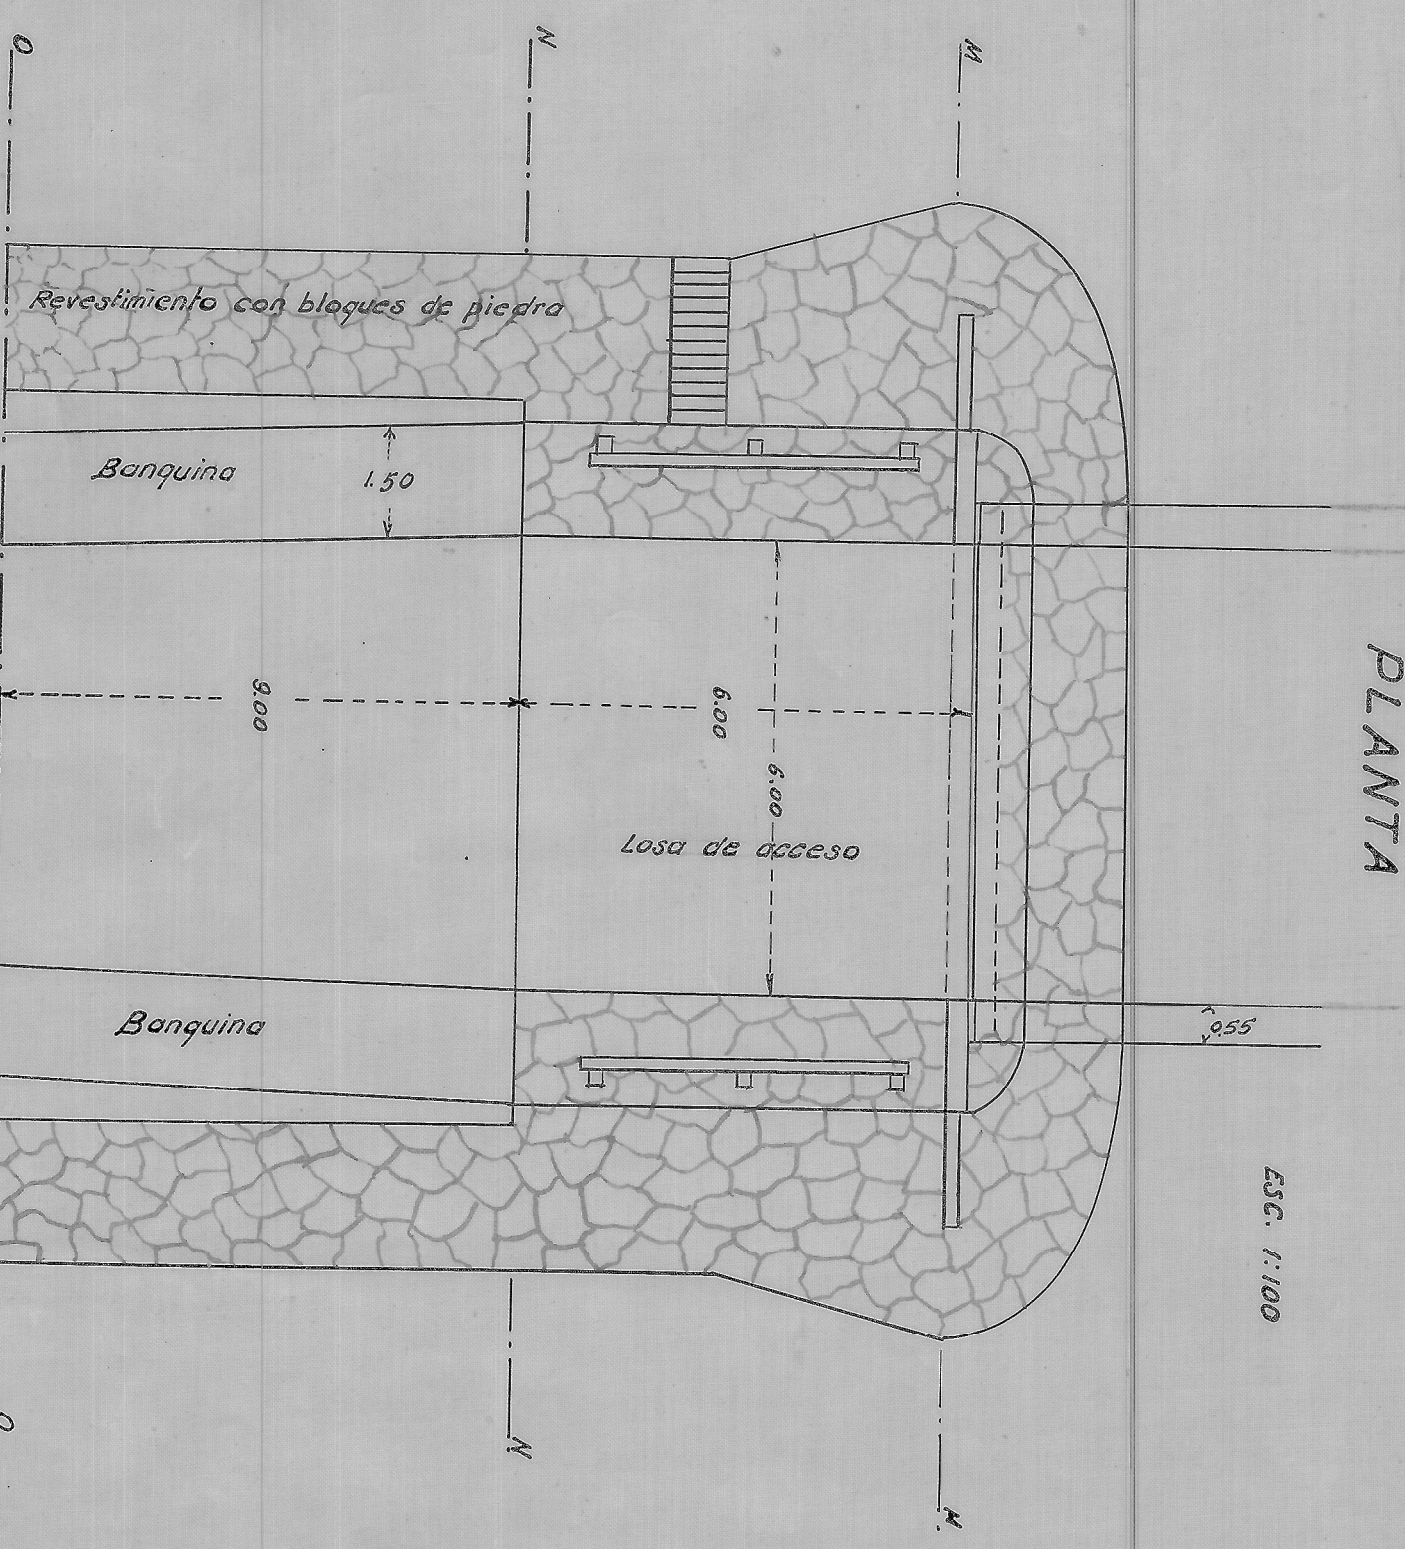 PLANTA
ESC. 1:100
O
N
M
Revestimiento con bloques de piedra
Banquina
1.50
9.00
6.00
6.00
Losa de acceso
Banquina
0.55
O
N.
M.